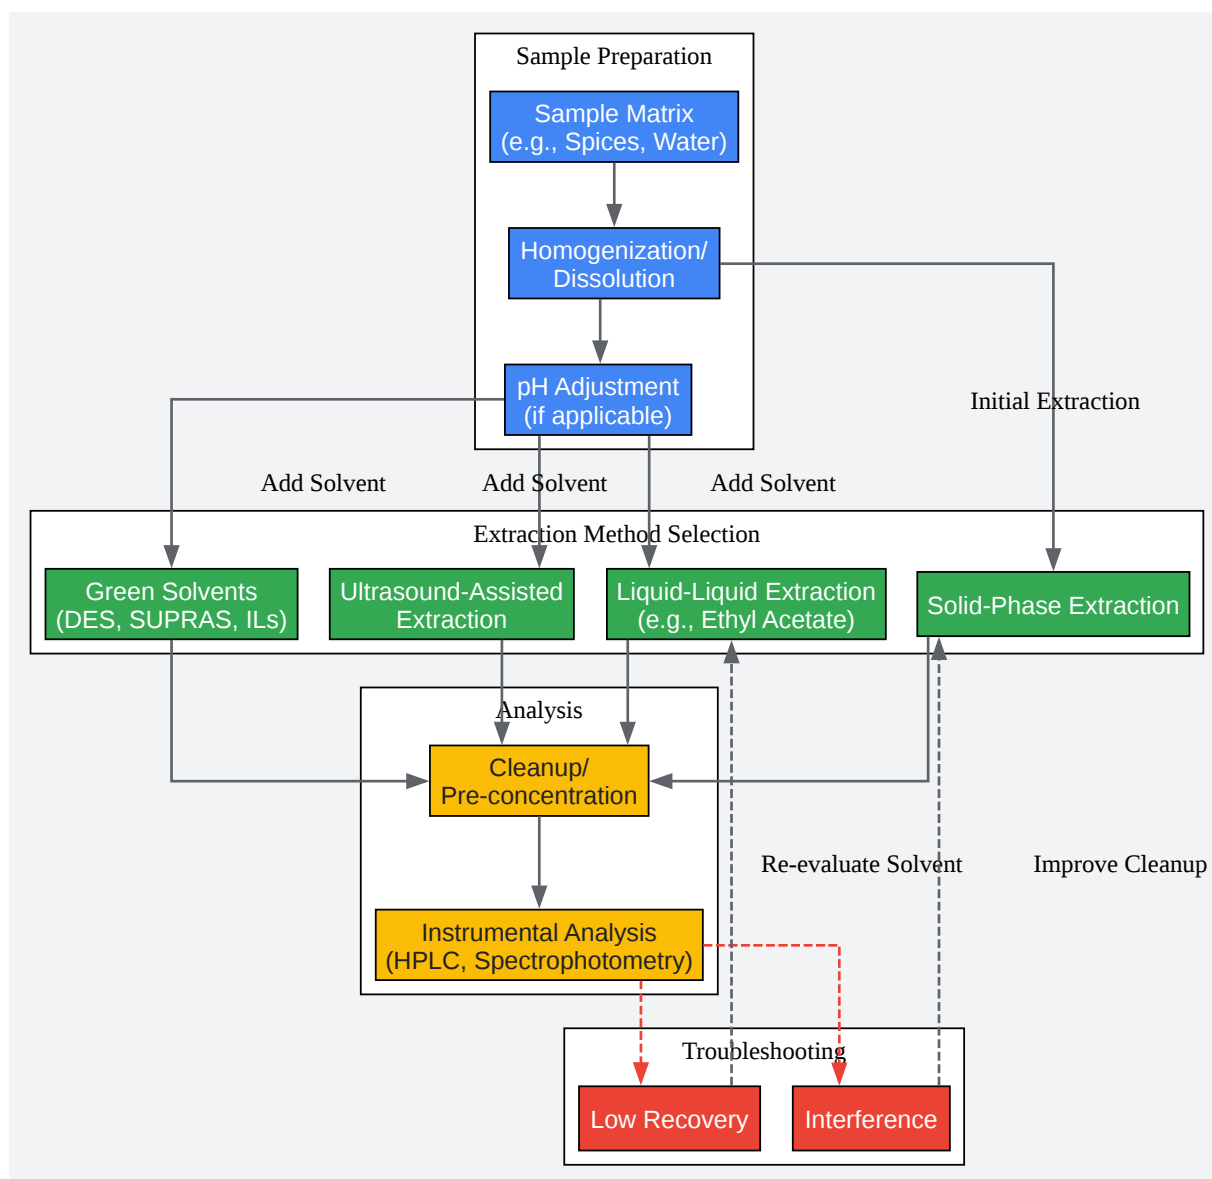 Sample Preparation
Sample Matrix
(e.g., Spices, Water)
Homogenization/
Dissolution
pH Adjustment
(if applicable)
Initial Extraction
Add Solvent
Add Solvent
Add Solvent
Extraction Method Selection
Green Solvents
(DES, SUPRAS, ILs)
Ultrasound-Assisted
Extraction
Liquid-Liquid Extraction
(e.g., Ethyl Acetate)
Solid-Phase Extraction
Analysis
Cleanup/
Pre-concentration
Re-evaluate Solvent
Improve Cleanup
Instrumental Analysis
(HPLC, Spectrophotometry)
Troubleshooting
Low Recovery
Interference